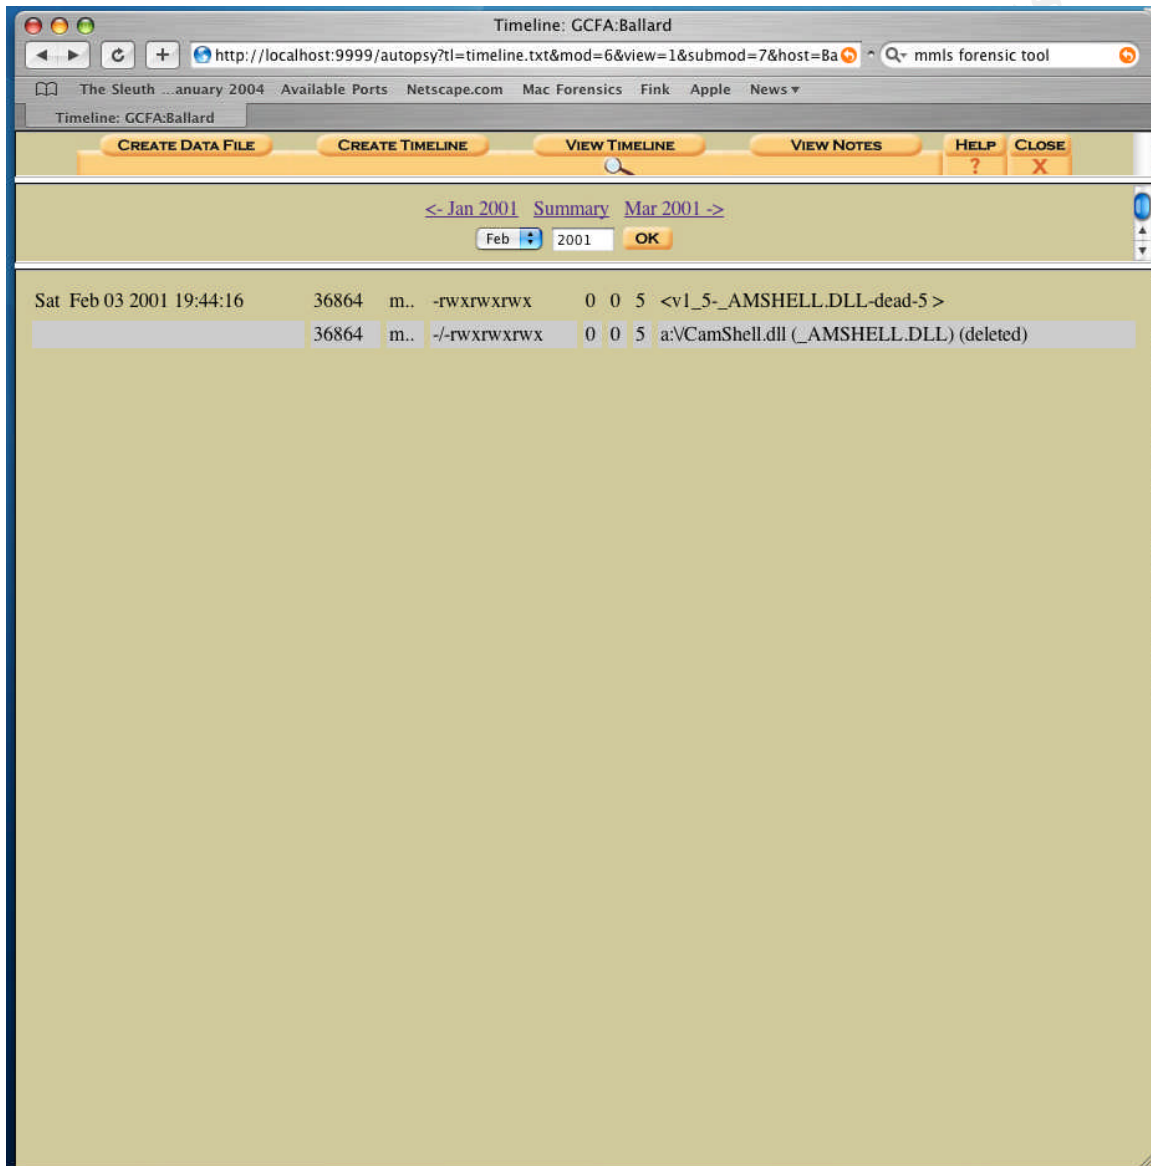 Timeline: GCFA:Ballard
http://localhost:9999/autopsy?tl=timeline.txt&mod=6&view=1&submod=7&host=Ba
mmls forensic tool
The Sleuth ...anuary 2004 Available Ports Netscape.com Mac Forensics Fink Apple News
Timeline: GCFA:Ballard
CREATE DATA FILE CREATE TIMELINE VIEW TIMELINE VIEW NOTES HELP CLOSE
? X
<- Jan 2001 Summary Mar 2001 ->
Feb 2001 OK
Sat Feb 03 2001 19:44:16 36864 m.. -rwxrwxrwx 0 0 5 <v1_5-_AMSHELL.DLL-dead-5 >
36864 m.. -/-rwxrwxrwx 0 0 5 a:\/CamShell.dll (_AMSHELL.DLL) (deleted)